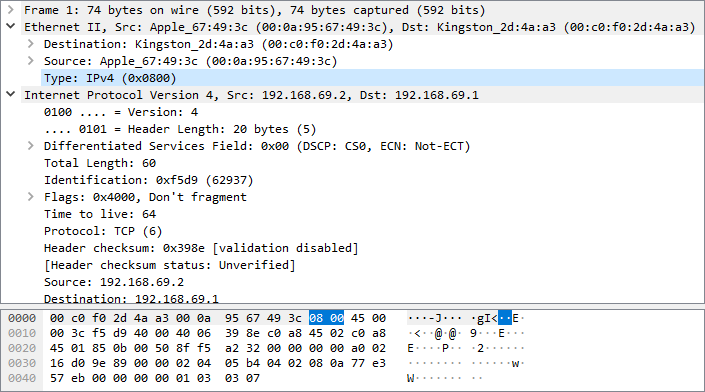 Frame 1: 74 bytes on wire (592 bits), 74 bytes captured (592 bits)
Ethernet II, Src: Apple_67:49:3c (00:0a:95:67:49:3c), Dst: Kingston_2d:4a:a3 (00:c0:f0:2d:4a:a3)
Destination: Kingston_2d:4a:a3 (00:c0:f0:2d:4a:a3)
Source: Apple_67:49:3c (00:0a:95:67:49:3c)
Type: IPv4 (0x0800)
Internet Protocol Version 4, Src: 192.168.69.2, Dst: 192.168.69.1
0100 .... = Version: 4
.... 0101 = Header Length: 20 bytes (5)
Differentiated Services Field: 0x00 (DSCP: CS0, ECN: Not-ECT)
Total Length: 60
Identification: 0xf5d9 (62937)
Flags: 0x4000, Don't fragment
Time to live: 64
Protocol: TCP (6)
Header checksum: 0x398e [validation disabled]
[Header checksum status: Unverified]
Source: 192.168.69.2
Destination: 192.168.69.1
0000 00 c0 f0 2d 4a a3 00 0a 95 67 49 3c 08 00 45 00 ···-J··· ·gI<··E·
0010 00 3c f5 d9 40 00 40 06 39 8e c0 a8 45 02 c0 a8 ·<··@·@· 9···E···
0020 45 01 85 0b 00 50 8f f5 a2 32 00 00 00 00 a0 02 E····P·· ·2······
0030 16 d0 9e 89 00 00 02 04 05 b4 04 02 08 0a 77 e3 ········ ······w·
0040 57 eb 00 00 00 00 01 03 03 07 W······· ··